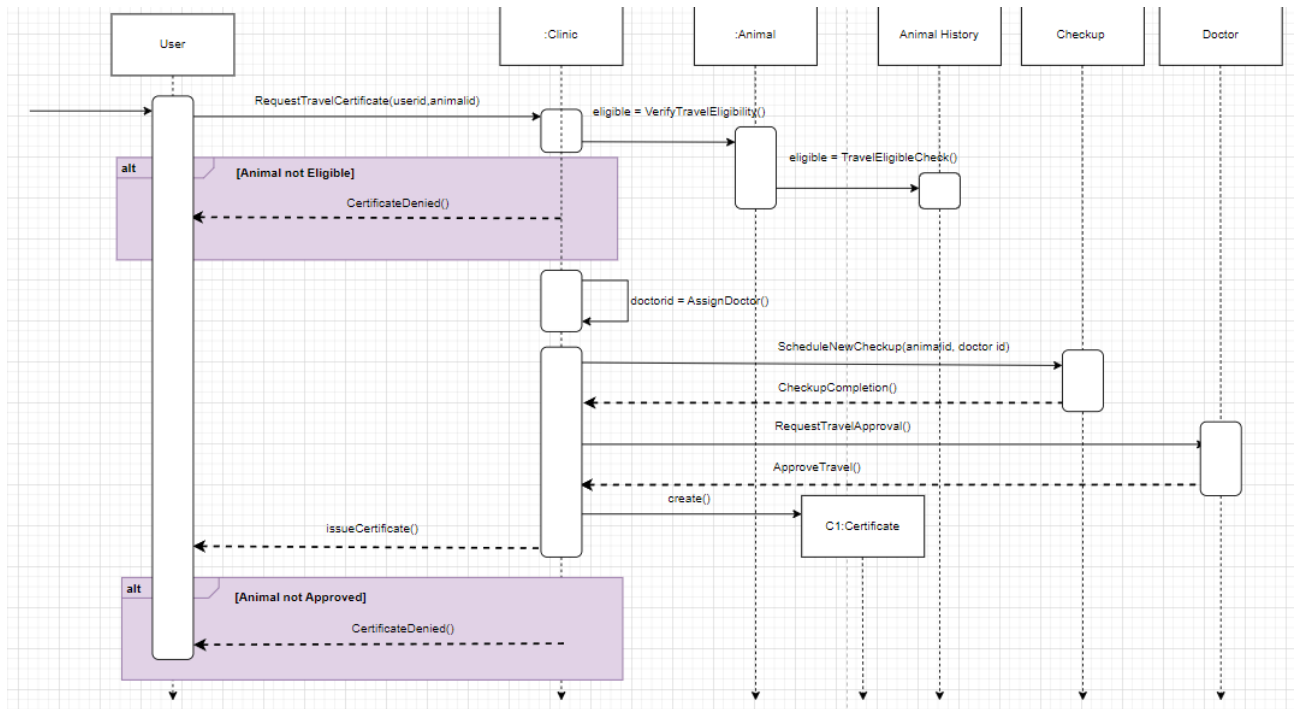 User
:Clinic
:Animal
Animal History
Checkup
Doctor
RequestTravelCertificate(userid,animalid)
eligible = VerifyTravelEligibility()
eligible = TravelEligibleCheck()
alt
[Animal not Eligible]
CertificateDenied()
doctorid = AssignDoctor()
ScheduleNewCheckup(animalid, doctor id)
CheckupCompletion()
RequestTravelApproval()
ApproveTravel()
create()
C1:Certificate
issueCertificate()
alt
[Animal not Approved]
CertificateDenied()